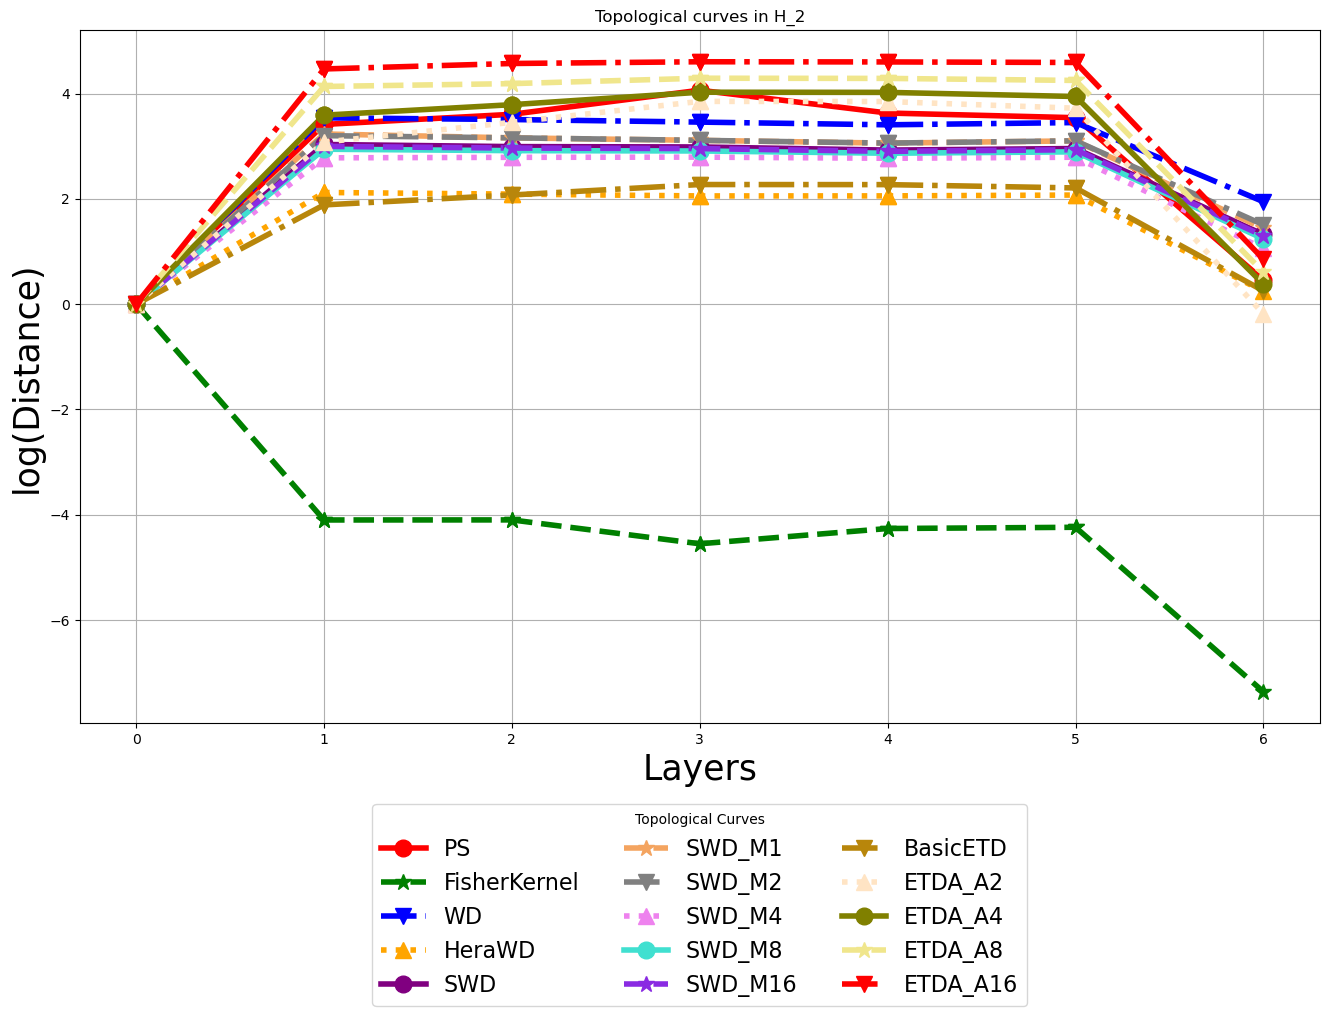 Topological curves in H_2
4
2
0
−2
−4
−6
log(Distance)
0 1 2 3 4 5 6
Layers
Topological Curves
PS SWD_M1 BasicETD
FisherKernel SWD_M2 ETDA_A2
WD SWD_M4 ETDA_A4
HeraWD SWD_M8 ETDA_A8
SWD SWD_M16 ETDA_A16